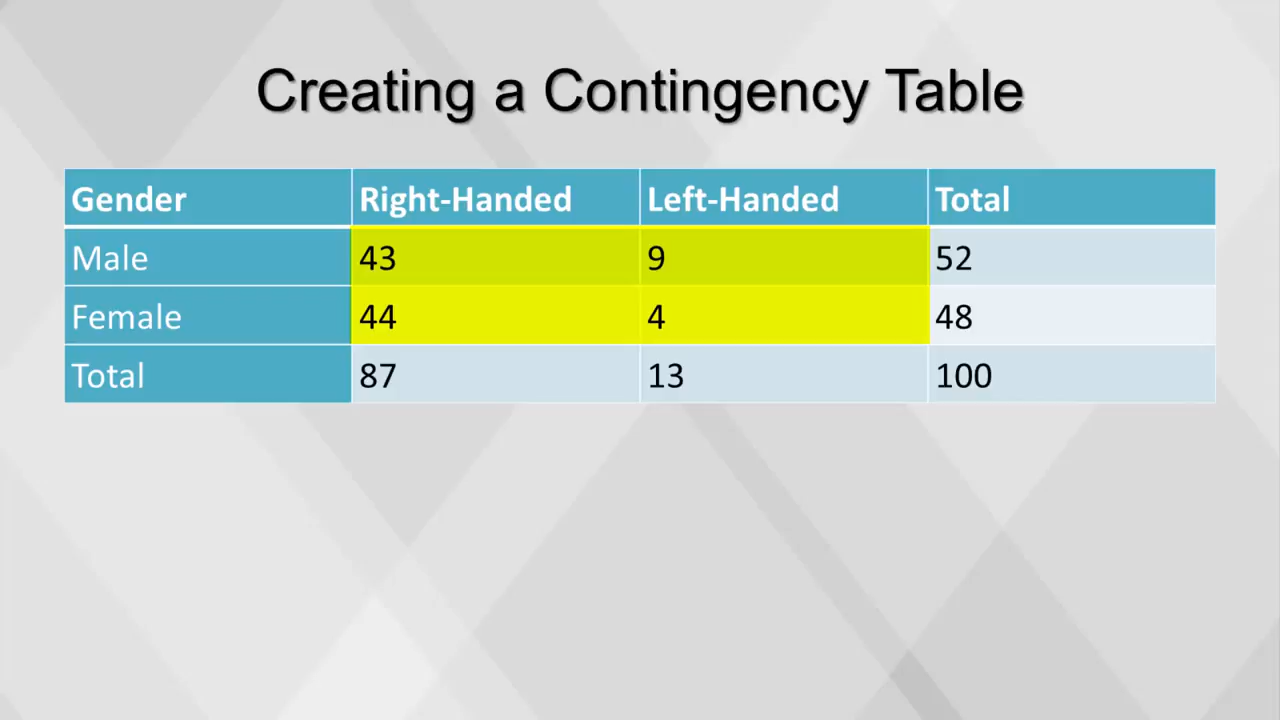 Creating a Contingency Table
Gender Right-Handed Left-Handed Total
Male 43 9 52
Female 44 4 48
Total 87 13 100